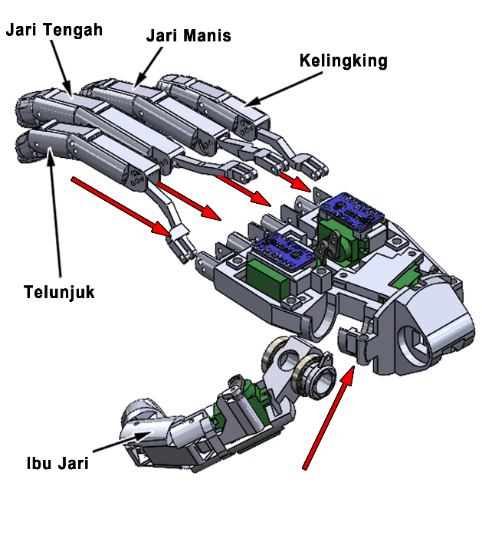 Jari Tengah
Jari Manis
Kelingking
Telunjuk
Ibu Jari